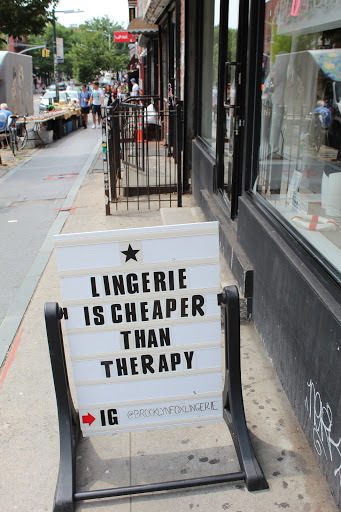 ★
LINGERIE
IS CHEAPER
THAN
THERAPY
IG @BROOKLYNFOXLINGERIE